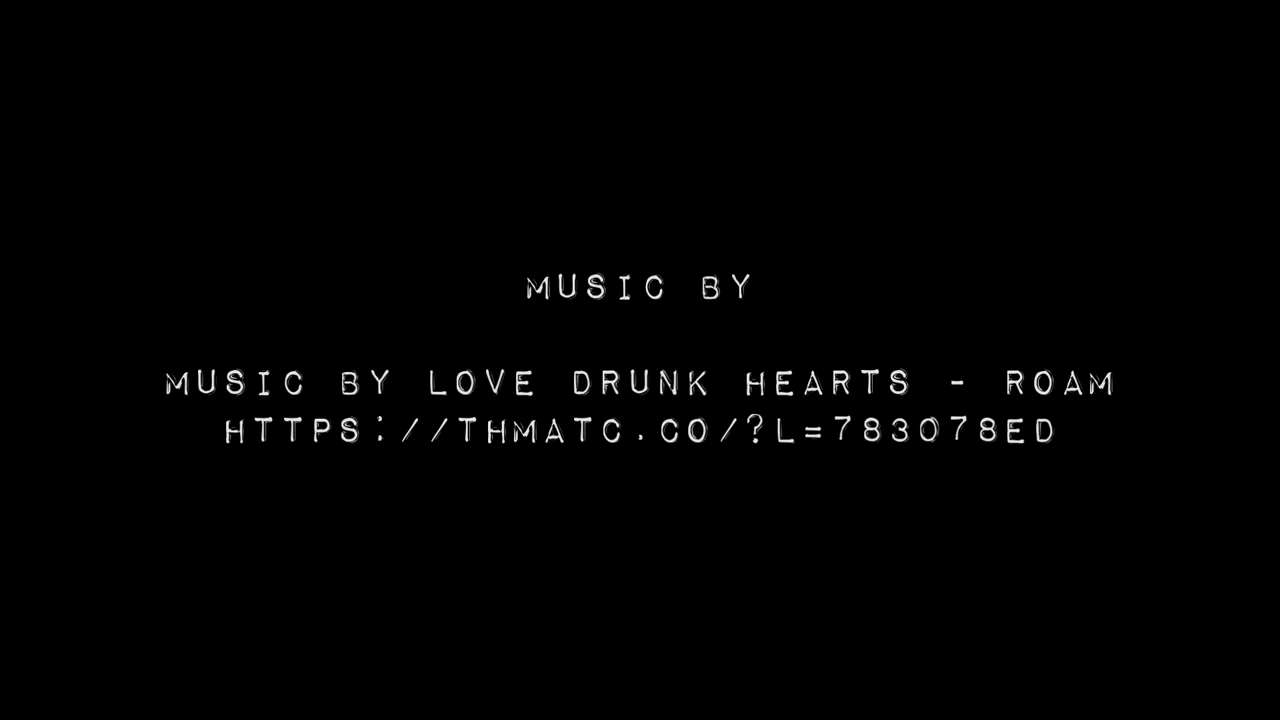 MUSIC BY
MUSIC BY LOVE DRUNK HEARTS - ROAM
HTTPS://THMATC.CO/?L=783078ED